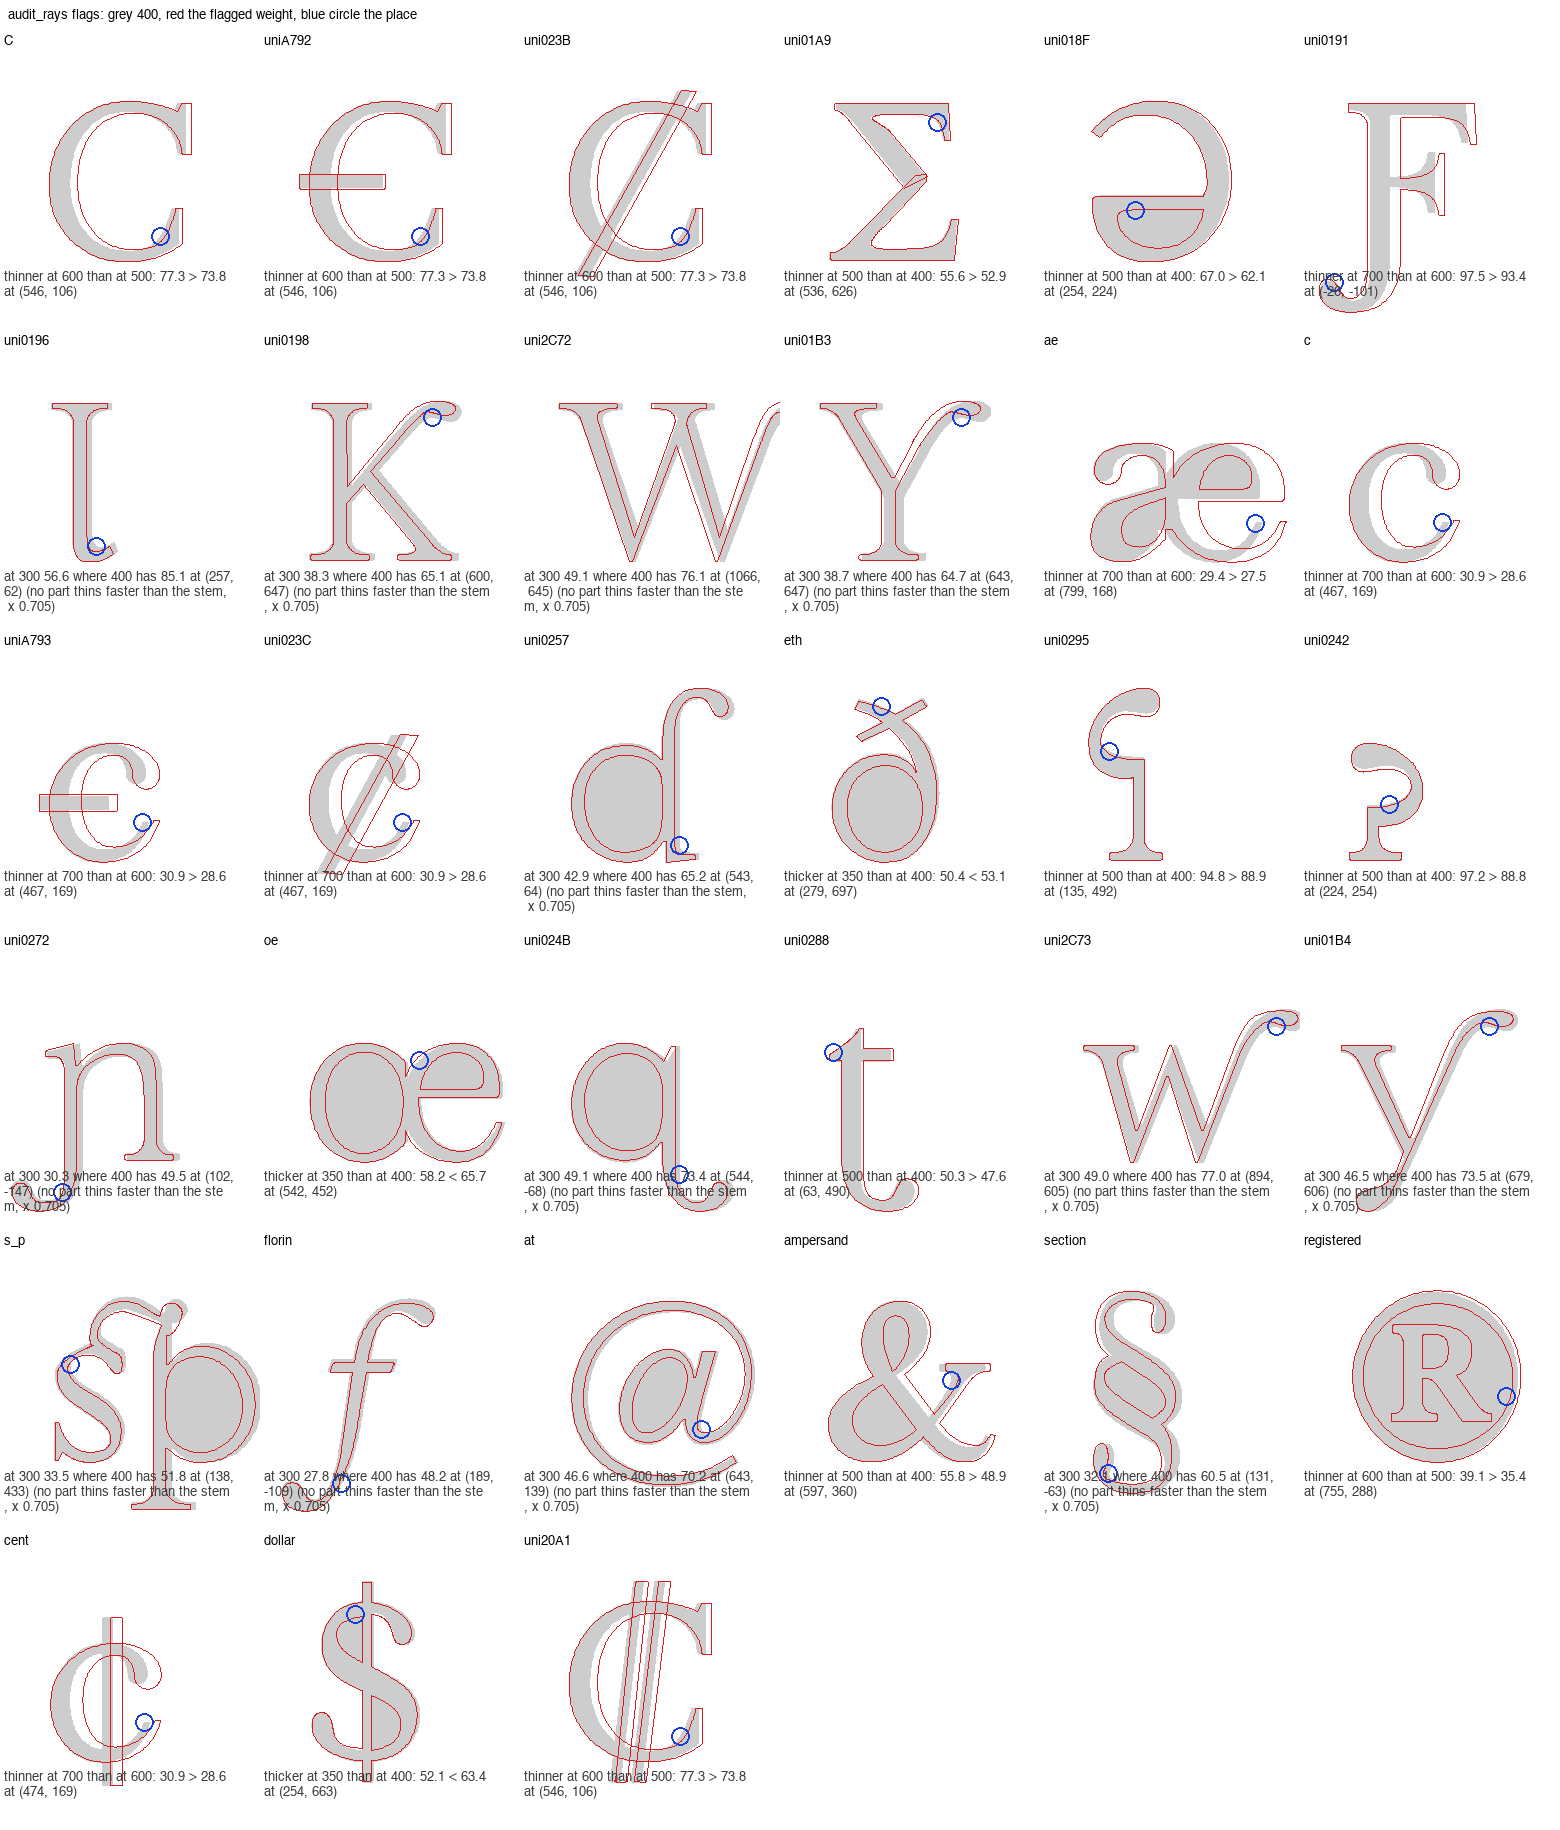 audit_rays flags: grey 400, red the flagged weight, blue circle the place
C
uniA792
uni023B
uni01A9
uni018F
uni0191
thinner at 600 than at 500: 77.3 > 73.8
at (546, 106)
thinner at 600 than at 500: 77.3 > 73.8
at (546, 106)
thinner at 600 than at 500: 77.3 > 73.8
at (546, 106)
thinner at 500 than at 400: 55.6 > 52.9
at (536, 626)
thinner at 500 than at 400: 67.0 > 62.1
at (254, 224)
thinner at 700 than at 600: 97.5 > 93.4
at (-20, -101)
uni0196
uni0198
uni2C72
uni01B3
ae
c
at 300 56.6 where 400 has 85.1 at (257,
62) (no part thins faster than the stem,
x 0.705)
at 300 38.3 where 400 has 65.1 at (600,
647) (no part thins faster than the stem
, x 0.705)
at 300 49.1 where 400 has 76.1 at (1066,
645) (no part thins faster than the ste
m, x 0.705)
at 300 38.7 where 400 has 64.7 at (643,
647) (no part thins faster than the stem
, x 0.705)
thinner at 700 than at 600: 29.4 > 27.5
at (799, 168)
thinner at 700 than at 600: 30.9 > 28.6
at (467, 169)
uniA793
uni023C
uni0257
eth
uni0295
uni0242
thinner at 700 than at 600: 30.9 > 28.6
at (467, 169)
thinner at 700 than at 600: 30.9 > 28.6
at (467, 169)
at 300 42.9 where 400 has 65.2 at (543,
64) (no part thins faster than the stem,
x 0.705)
thicker at 350 than at 400: 50.4 < 53.1
at (279, 697)
thinner at 500 than at 400: 94.8 > 88.9
at (135, 492)
thinner at 500 than at 400: 97.2 > 88.8
at (224, 254)
uni0272
oe
uni024B
uni0288
uni2C73
uni01B4
at 300 30.3 where 400 has 49.5 at (102,
-147) (no part thins faster than the ste
m, x 0.705)
thicker at 350 than at 400: 58.2 < 65.7
at (542, 452)
at 300 49.1 where 400 has 73.4 at (544,
-68) (no part thins faster than the stem
, x 0.705)
thinner at 500 than at 400: 50.3 > 47.6
at (63, 490)
at 300 49.0 where 400 has 77.0 at (894,
605) (no part thins faster than the stem
, x 0.705)
at 300 46.5 where 400 has 73.5 at (679,
606) (no part thins faster than the stem
, x 0.705)
s_p
florin
at
ampersand
section
registered
at 300 33.5 where 400 has 51.8 at (138,
433) (no part thins faster than the stem
, x 0.705)
at 300 27.8 where 400 has 48.2 at (189,
-109) (no part thins faster than the ste
m, x 0.705)
at 300 46.6 where 400 has 70.2 at (643,
139) (no part thins faster than the stem
, x 0.705)
thinner at 500 than at 400: 55.8 > 48.9
at (597, 360)
at 300 where 400 has 60.5 at (131,
-63) (no part thins faster than the stem
, x 0.705)
thinner at 600 than at 500: 39.1 > 35.4
at (755, 288)
cent
dollar
uni20A1
thinner at 700 than at 600: 30.9 > 28.6
at (474, 169)
thicker at 350 than at 400: 52.1 < 63.4
at (254, 663)
thinner at 600 than at 500: 77.3 > 73.8
at (546, 106)